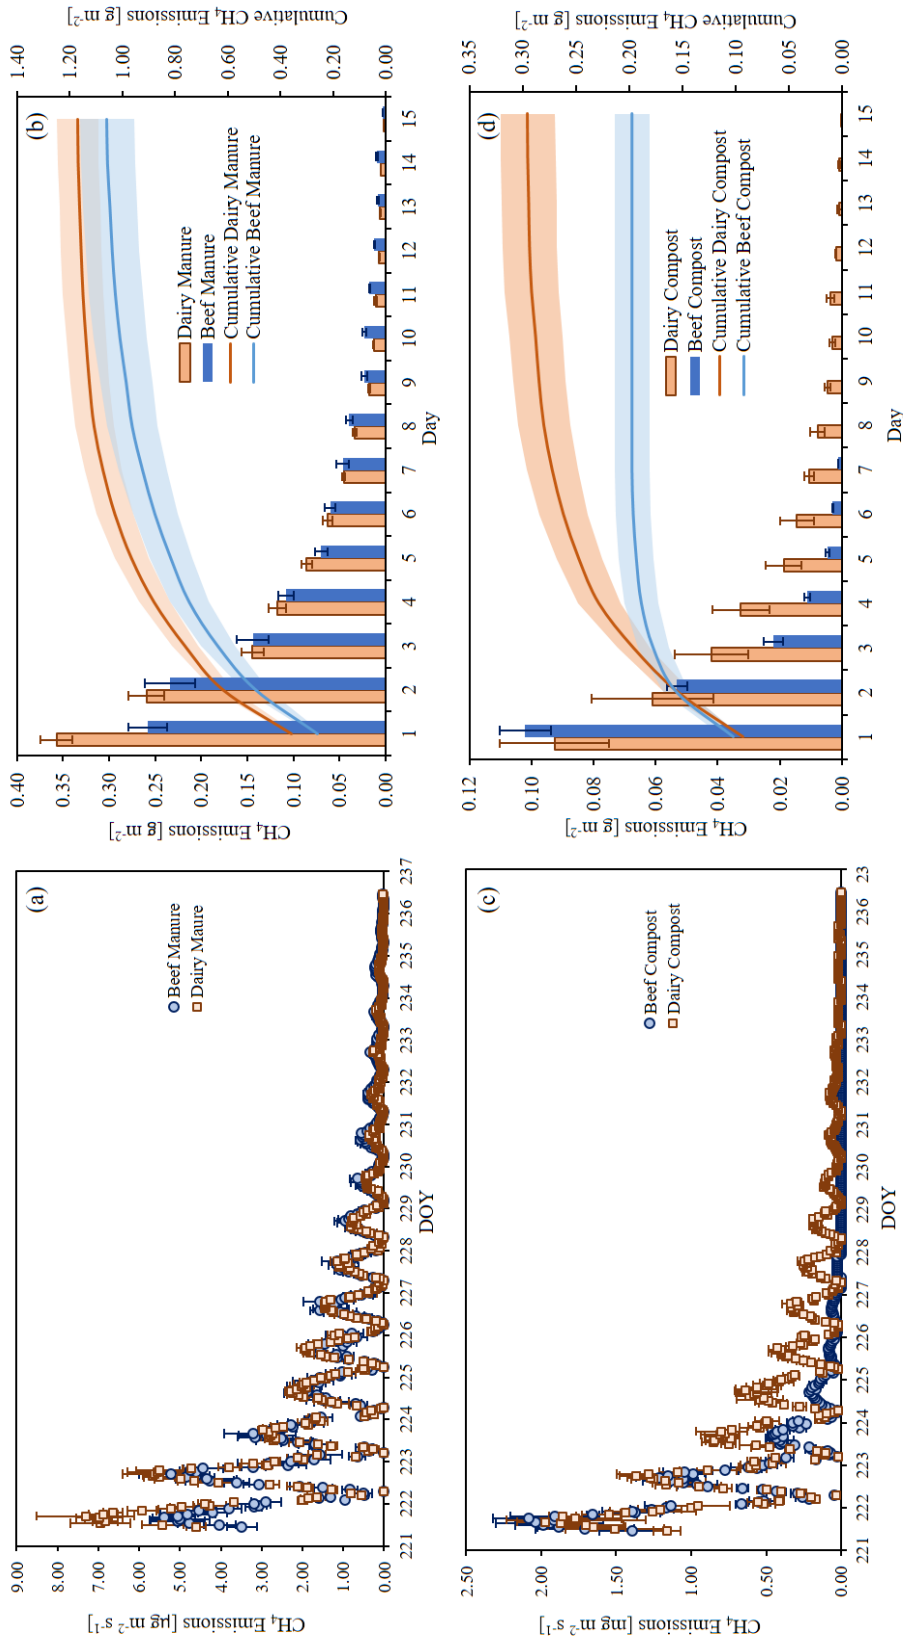 (a)
CH₄ Emissions [µg m⁻² s⁻¹]
9.00
8.00
7.00
6.00
5.00
4.00
3.00
2.00
1.00
0.00
Beef Manure
Dairy Maure
221 222 223 224 225 226 227 228 229 230 231 232 233 234 235 236 237
DOY
(b)
CH₄ Emissions [g m⁻²]
0.40
0.35
0.30
0.25
0.20
0.15
0.10
0.05
0.00
Dairy Manure
Beef Manure
Cumulative Dairy Manure
Cumulative Beef Manure
1 2 3 4 5 6 7 8 9 10 11 12 13 14 15
Day
1.40
1.20
1.00
0.80
0.60
0.40
0.20
0.00
Cumulative CH₄ Emissions [g m⁻²]
(c)
CH₄ Emissions [mg m⁻² s⁻¹]
2.50
2.00
1.50
1.00
0.50
0.00
Beef Compost
Dairy Compost
221 222 223 224 225 226 227 228 229 230 231 232 233 234 235 236 23
DOY
(d)
CH₄ Emissions [g m⁻²]
0.12
0.10
0.08
0.06
0.04
0.02
0.00
Dairy Compost
Beef Compost
Cumulative Dairy Compost
Cumulative Beef Compost
1 2 3 4 5 6 7 8 9 10 11 12 13 14 15
Day
0.35
0.30
0.25
0.20
0.15
0.10
0.05
0.00
Cumulative CH₄ Emissions [g m⁻²]